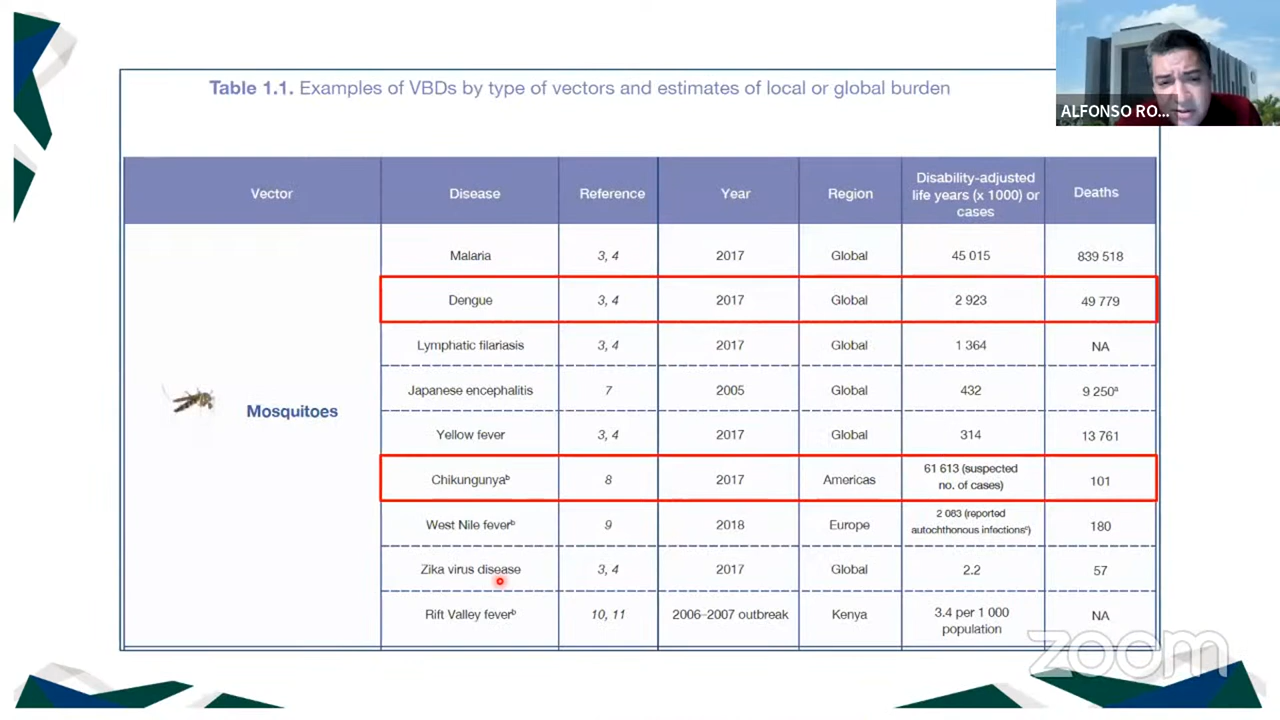 Table 1.1. Examples of VBDs by type of vectors and estimates of local or global burden
ALFONSO RO...
Vector Disease Reference Year Region Disability-adjusted life years (x 1000) or cases Deaths
Mosquitoes
Malaria 3, 4 2017 Global 45 015 839 518
Dengue 3, 4 2017 Global 2 923 49 779
Lymphatic filariasis 3, 4 2017 Global 1 364 NA
Japanese encephalitis 7 2005 Global 432 9 250ª
Yellow fever 3, 4 2017 Global 314 13 761
Chikungunyaᵇ 8 2017 Americas 61 613 (suspected no. of cases) 101
West Nile feverᵇ 9 2018 Europe 2 083 (reported autochthonous infectionsᶜ) 180
Zika virus disease 3, 4 2017 Global 2.2 57
Rift Valley feverᵇ 10, 11 2006–2007 outbreak Kenya 3.4 per 1 000 population NA
zoom